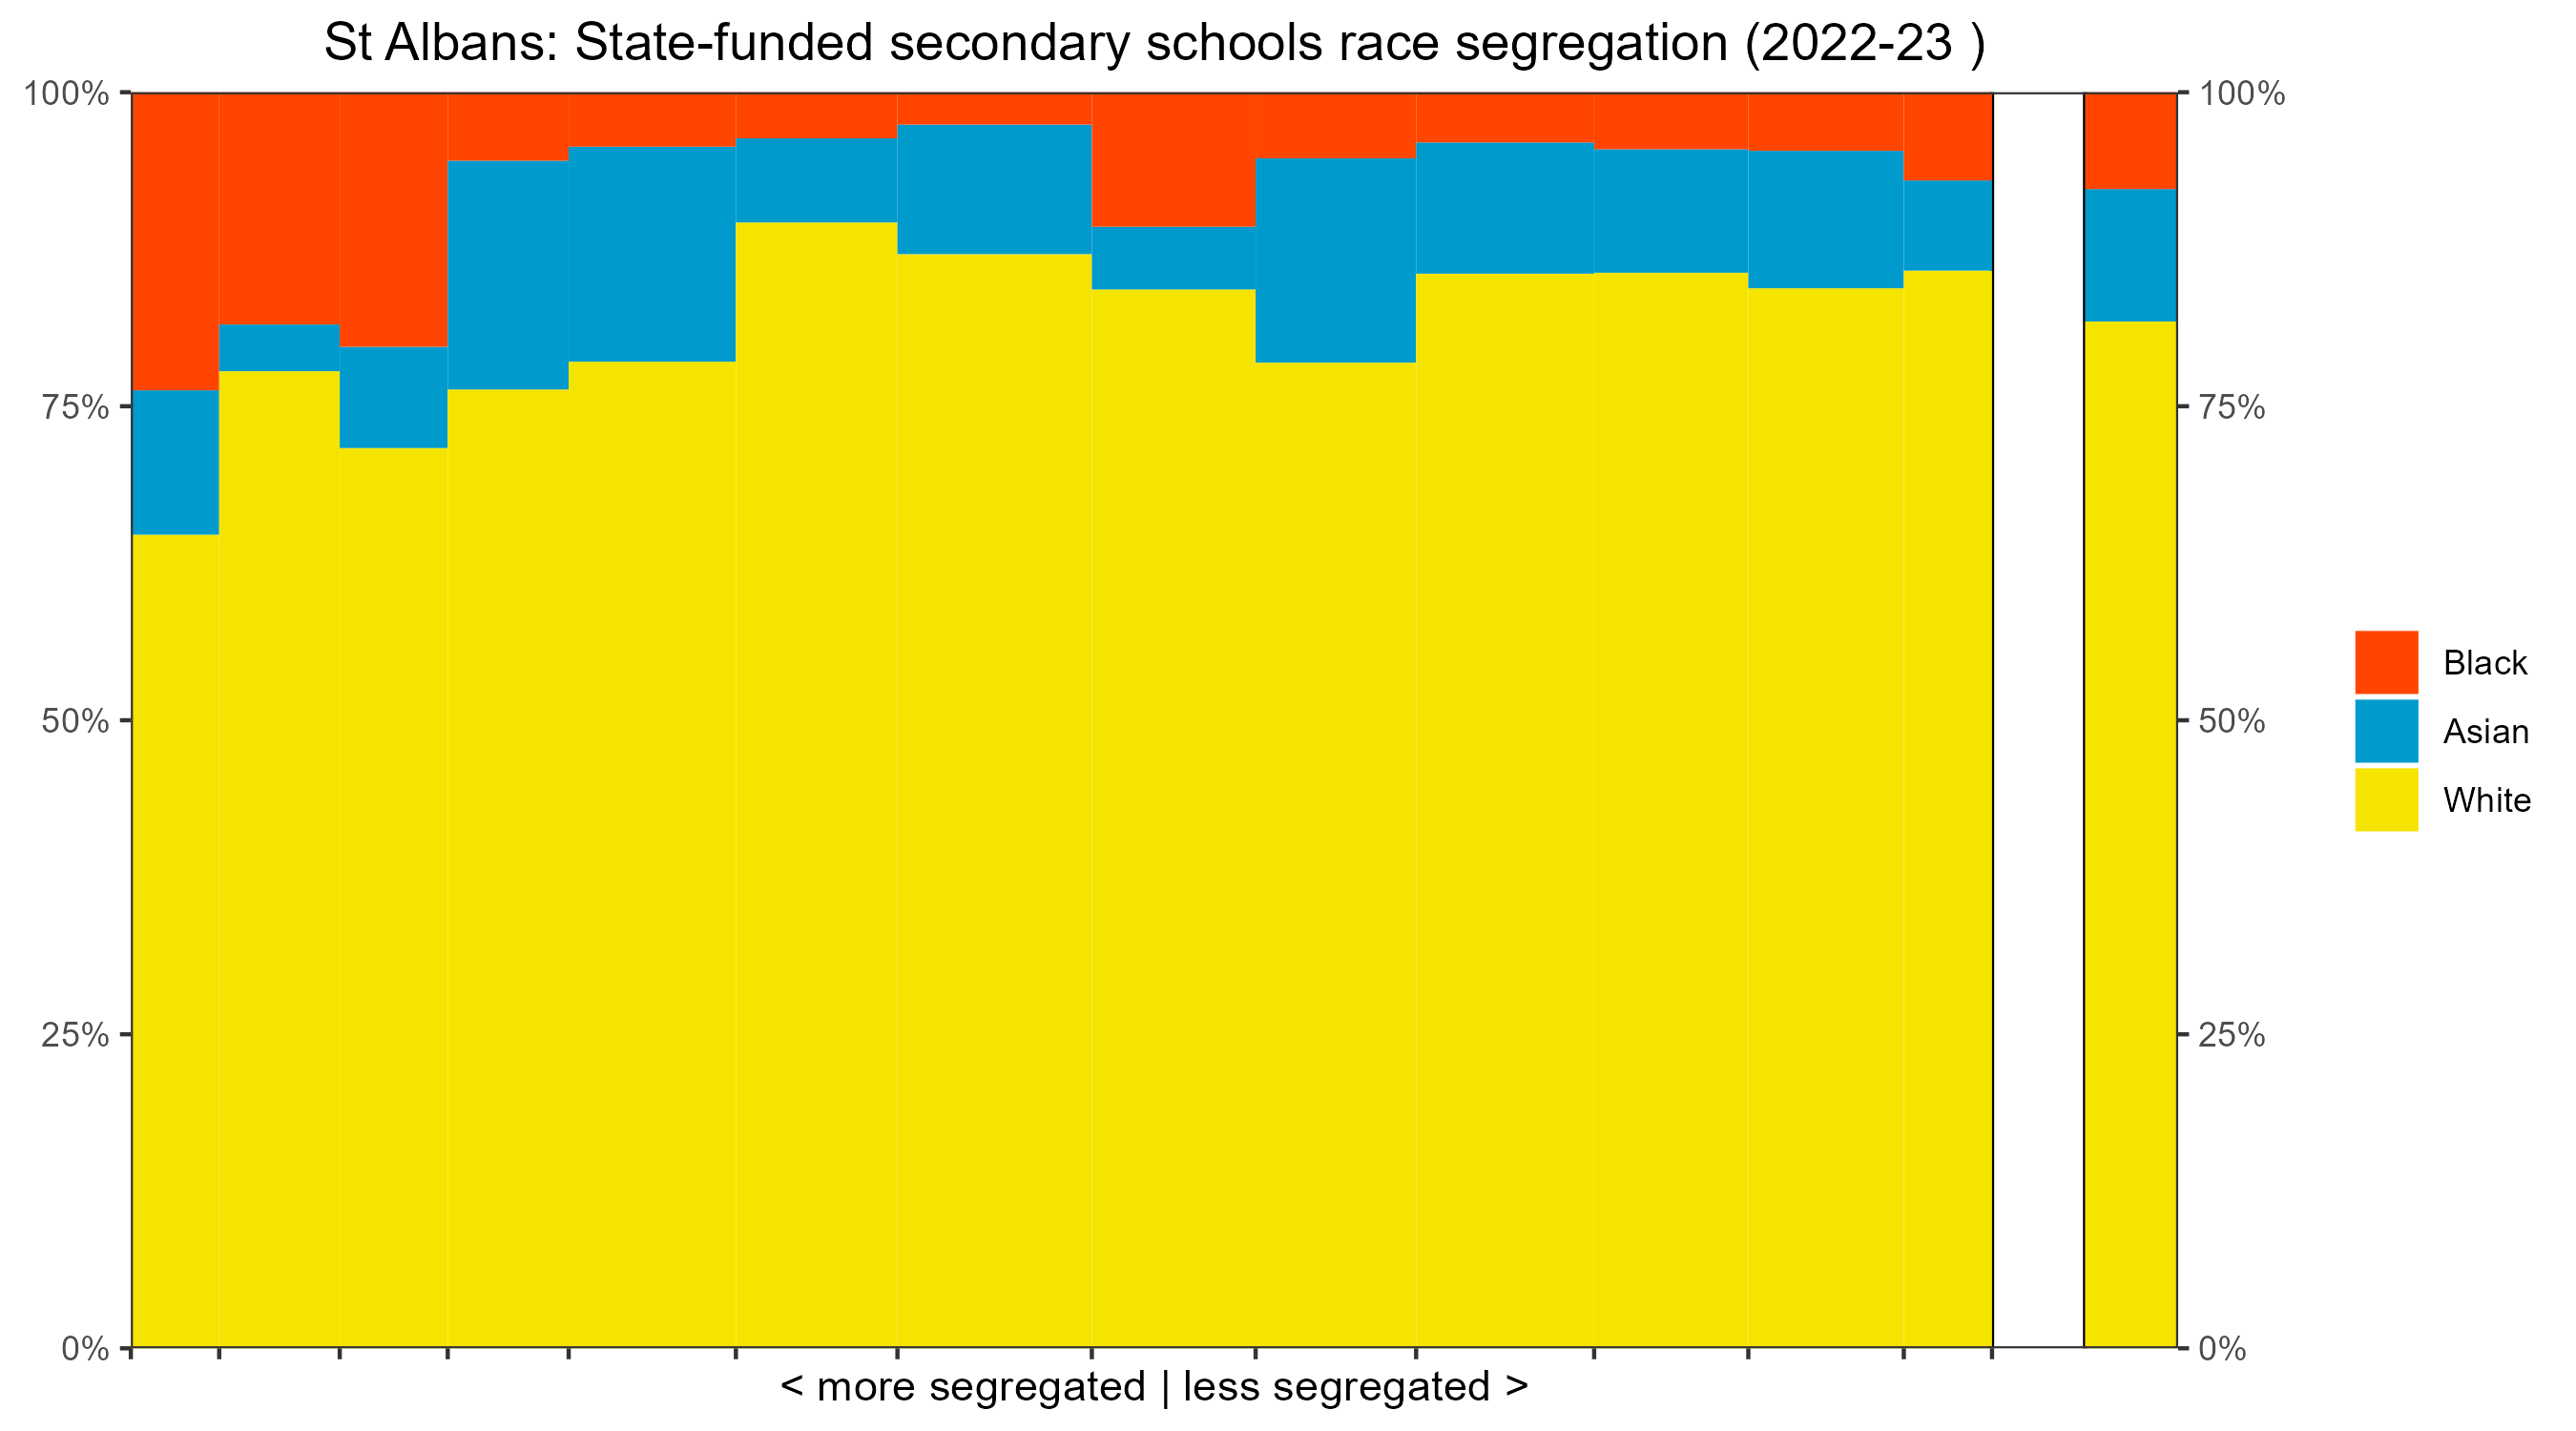 St Albans: State-funded secondary schools race segregation (2022-23 )
100%
75%
50%
25%
0%
100%
75%
50%
25%
0%
Black
Asian
White
< more segregated | less segregated >